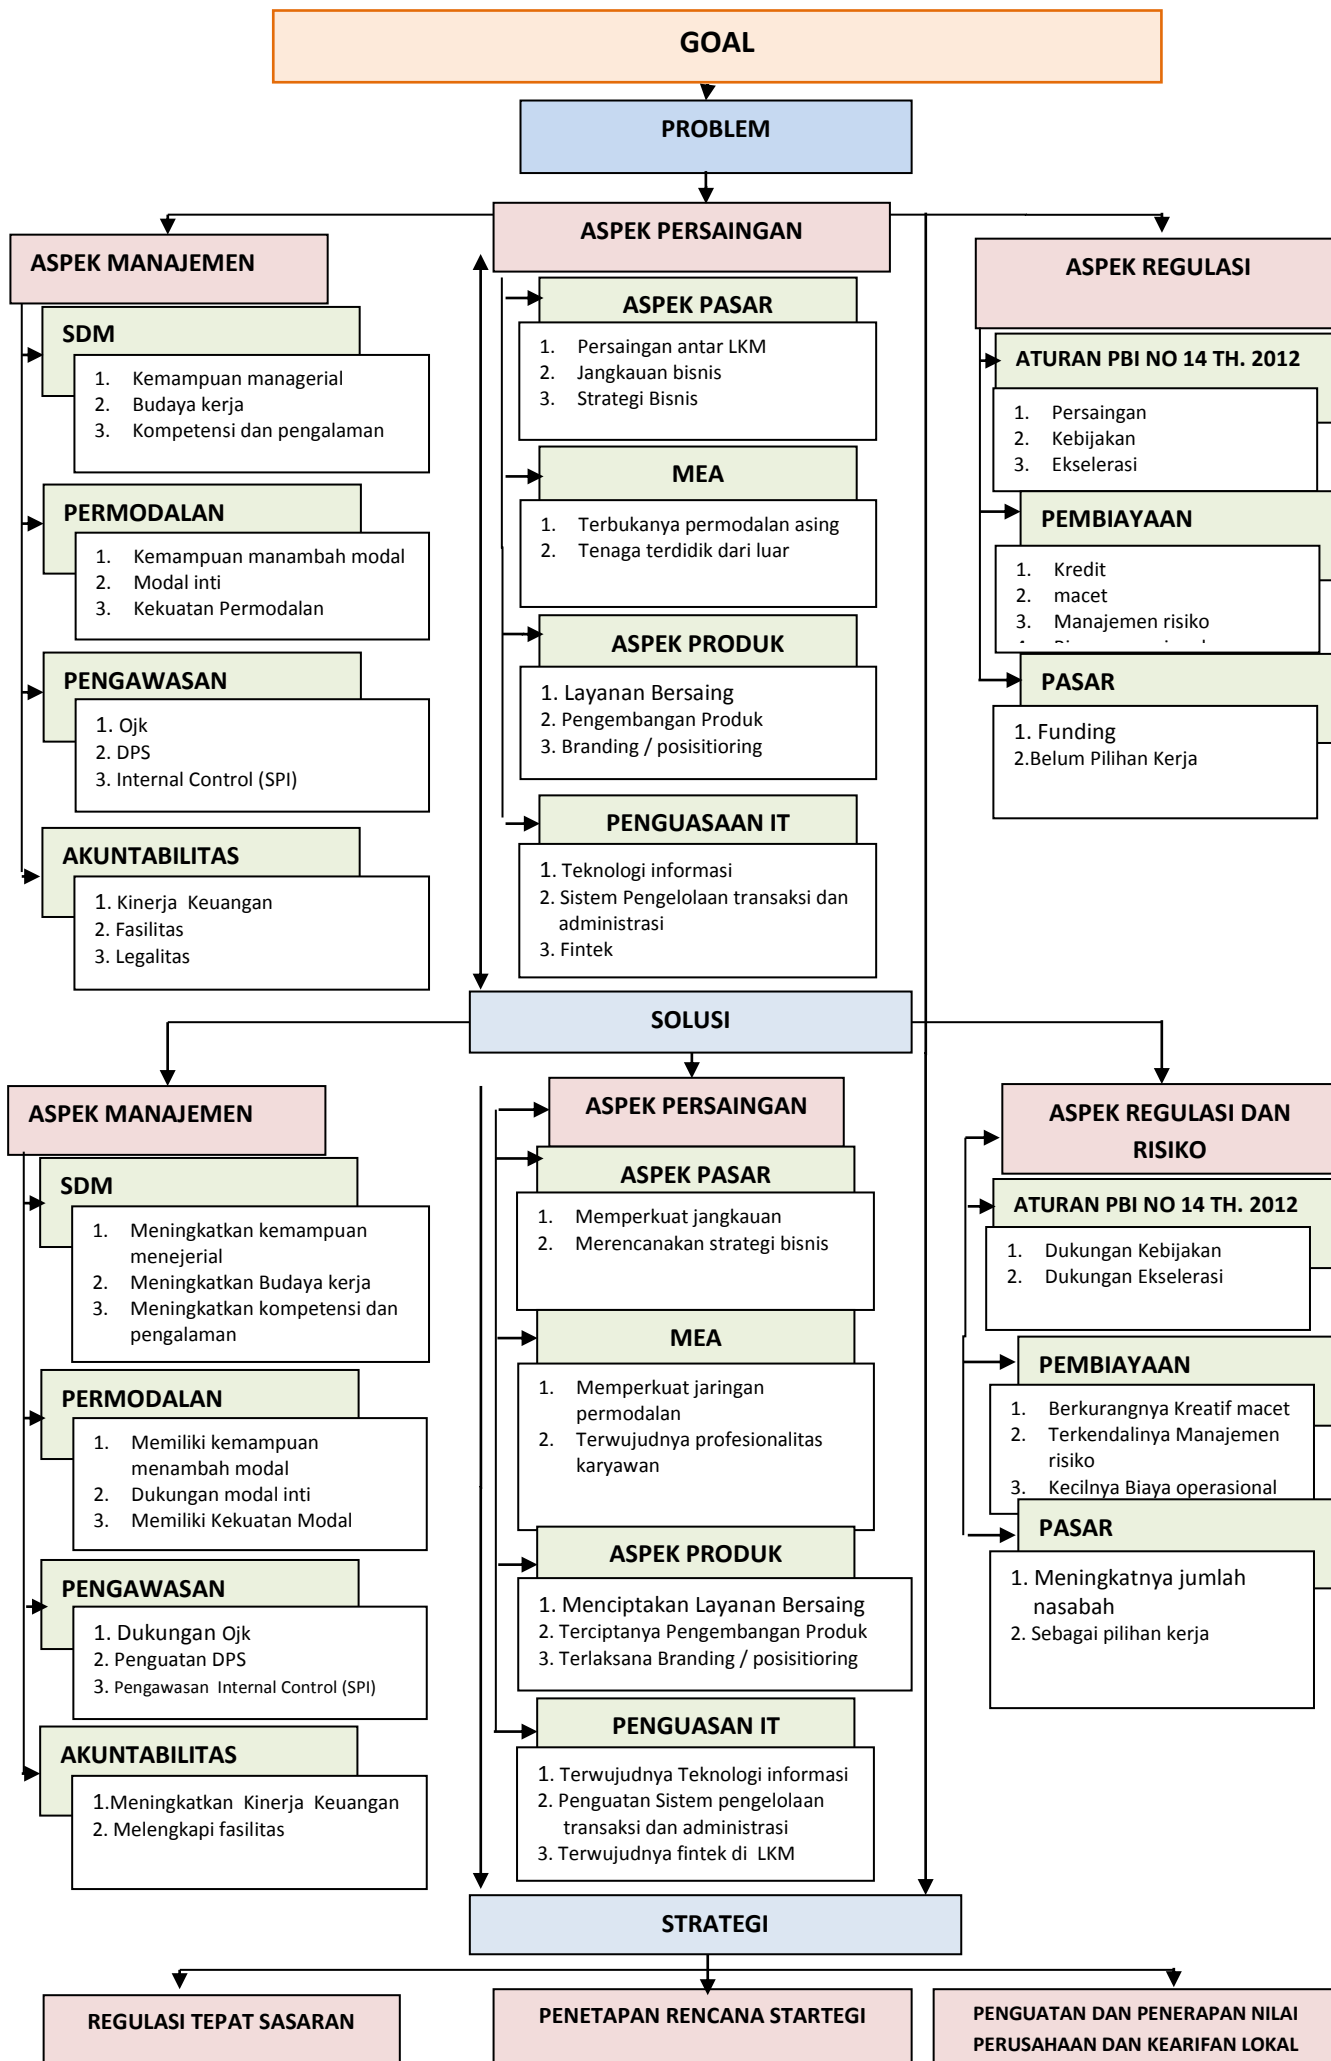 GOAL
PROBLEM
ASPEK MANAJEMEN
SDM
1. Kemampuan managerial
2. Budaya kerja
3. Kompetensi dan pengalaman
PERMODALAN
1. Kemampuan manambah modal
2. Modal inti
3. Kekuatan Permodalan
PENGAWASAN
1. Ojk
2. DPS
3. Internal Control (SPI)
AKUNTABILITAS
1. Kinerja Keuangan
2. Fasilitas
3. Legalitas
ASPEK PERSAINGAN
ASPEK PASAR
1. Persaingan antar LKM
2. Jangkauan bisnis
3. Strategi Bisnis
MEA
1. Terbukanya permodalan asing
2. Tenaga terdidik dari luar
ASPEK PRODUK
1. Layanan Bersaing
2. Pengembangan Produk
3. Branding / posisitioring
PENGUASAAN IT
1. Teknologi informasi
2. Sistem Pengelolaan transaksi dan
administrasi
3. Fintek
ASPEK REGULASI
ATURAN PBI NO 14 TH. 2012
1. Persaingan
2. Kebijakan
3. Ekselerasi
PEMBIAYAAN
1. Kredit
2. macet
3. Manajemen risiko
PASAR
1. Funding
2.Belum Pilihan Kerja
SOLUSI
ASPEK MANAJEMEN
SDM
1. Meningkatkan kemampuan
menejerial
2. Meningkatkan Budaya kerja
3. Meningkatkan kompetensi dan
pengalaman
PERMODALAN
1. Memiliki kemampuan
menambah modal
2. Dukungan modal inti
3. Memiliki Kekuatan Modal
PENGAWASAN
1. Dukungan Ojk
2. Penguatan DPS
3. Pengawasan Internal Control (SPI)
AKUNTABILITAS
1.Meningkatkan Kinerja Keuangan
2. Melengkapi fasilitas
ASPEK PERSAINGAN
ASPEK PASAR
1. Memperkuat jangkauan
2. Merencanakan strategi bisnis
MEA
1. Memperkuat jaringan
permodalan
2. Terwujudnya profesionalitas
karyawan
ASPEK PRODUK
1. Menciptakan Layanan Bersaing
2. Terciptanya Pengembangan Produk
3. Terlaksana Branding / posisitioring
PENGUASAN IT
1. Terwujudnya Teknologi informasi
2. Penguatan Sistem pengelolaan
transaksi dan administrasi
3. Terwujudnya fintek di LKM
ASPEK REGULASI DAN
RISIKO
ATURAN PBI NO 14 TH. 2012
1. Dukungan Kebijakan
2. Dukungan Ekselerasi
PEMBIAYAAN
1. Berkurangnya Kreatif macet
2. Terkendalinya Manajemen
risiko
3. Kecilnya Biaya operasional
PASAR
1. Meningkatnya jumlah
nasabah
2. Sebagai pilihan kerja
STRATEGI
REGULASI TEPAT SASARAN
PENETAPAN RENCANA STARTEGI
PENGUATAN DAN PENERAPAN NILAI
PERUSAHAAN DAN KEARIFAN LOKAL